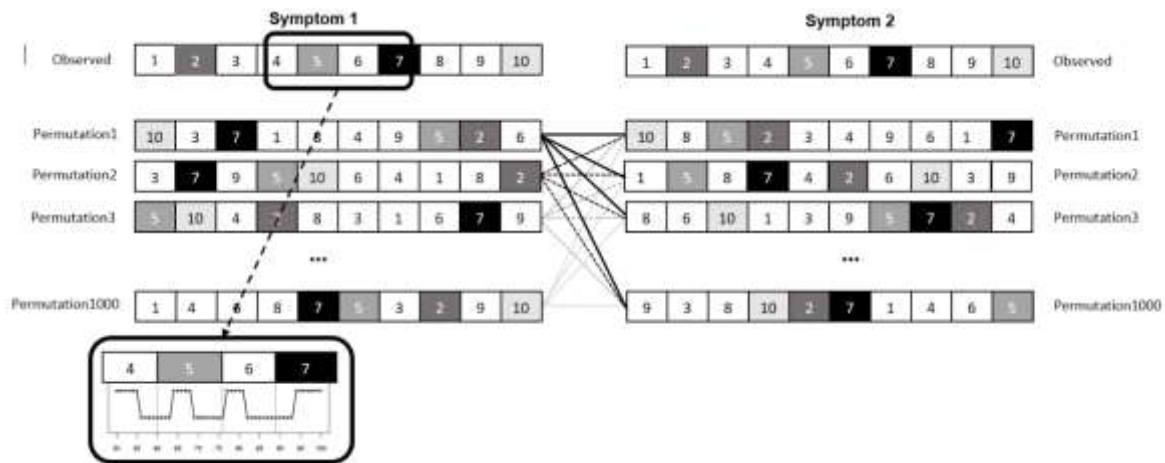 Symptom 1 Symptom 2
Observed 1 2 3 4 5 6 7 8 9 10 1 2 3 4 5 6 7 8 9 10 Observed
Permutation1 10 3 7 1 8 4 9 5 2 6 10 8 5 2 3 4 9 6 1 7 Permutation1
Permutation2 3 7 9 5 10 6 4 1 8 2 1 5 8 7 4 2 6 10 3 9 Permutation2
Permutation3 5 10 4 2 8 3 1 6 7 9 8 6 10 1 3 9 5 7 2 4 Permutation3
... ...
Permutation1000 1 4 6 8 7 5 3 2 9 10 9 3 8 10 2 7 1 4 6 5 Permutation1000
4 5 6 7